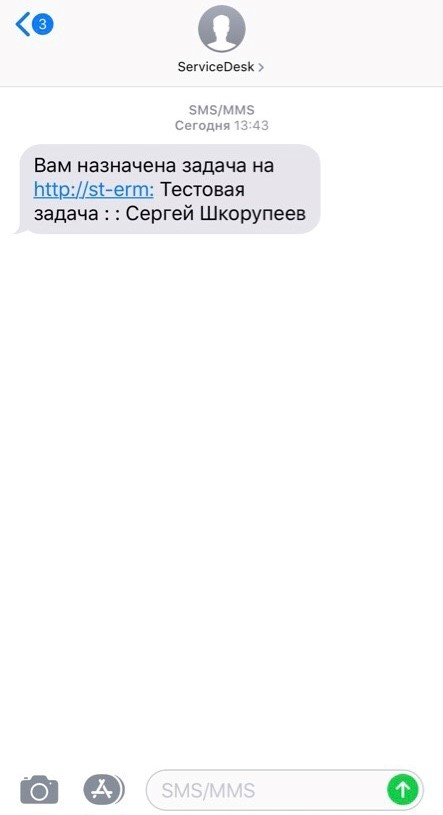 3
ServiceDesk >
SMS/MMS
Сегодня 13:43
Вам назначена задача на
http://st-erm: Тестовая
задача : : Сергей Шкорупеев
SMS/MMS